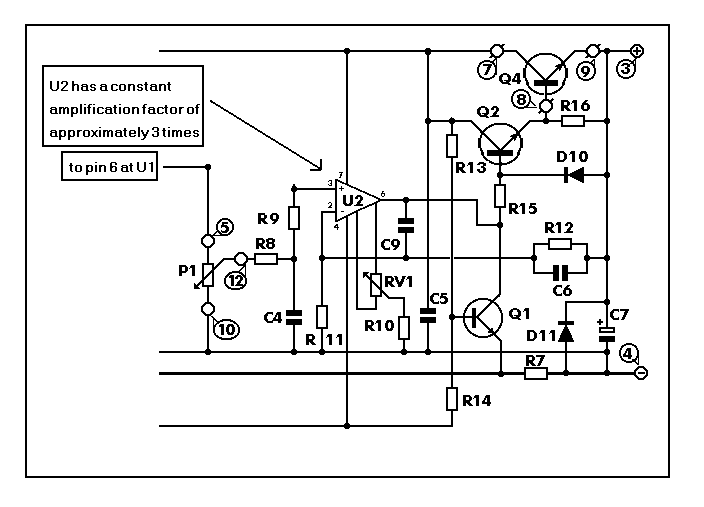 U2 has a constant
amplification factor of
approximately 3 times
to pin 6 at U1
7
Q4
9
+
3
8
Q2
R16
R13
D10
7
3
+
2
-
U2
6
4
R15
R9
5
R8
C9
R12
P1
12
RV1
C6
10
C4
R 11
R10
C5
Q1
D11
+
C7
R7
4
-
R14